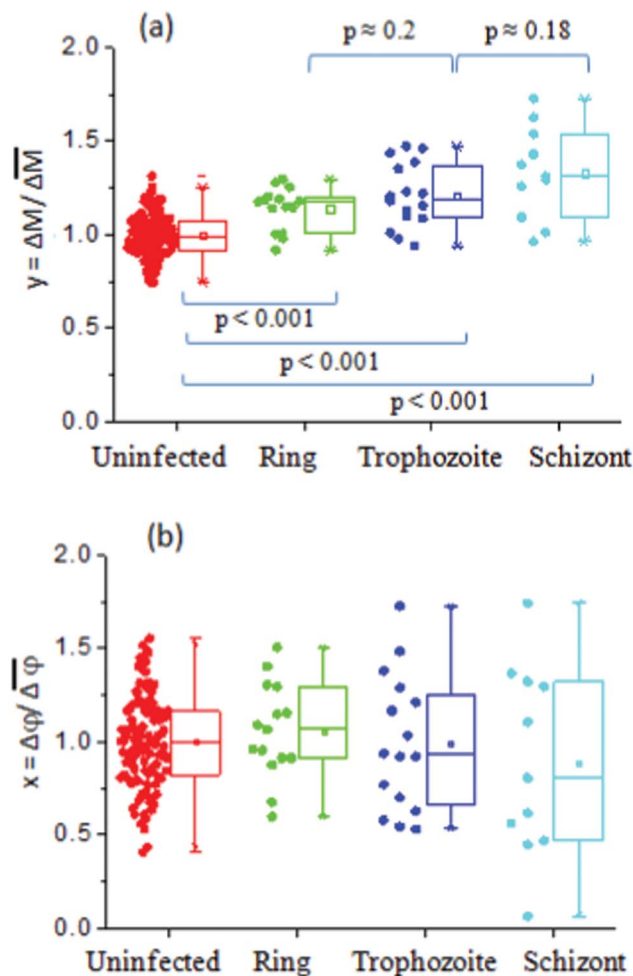 (a)
p ≈ 0.2
p ≈ 0.18
2.0
1.5
1.0
0.5
0.0
y = ΔM / Δ̅M̅
p < 0.001
p < 0.001
p < 0.001
Uninfected Ring Trophozoite Schizont
(b)
2.0
1.5
1.0
0.5
0.0
x = Δφ/Δ̅φ̅
Uninfected Ring Trophozoite Schizont